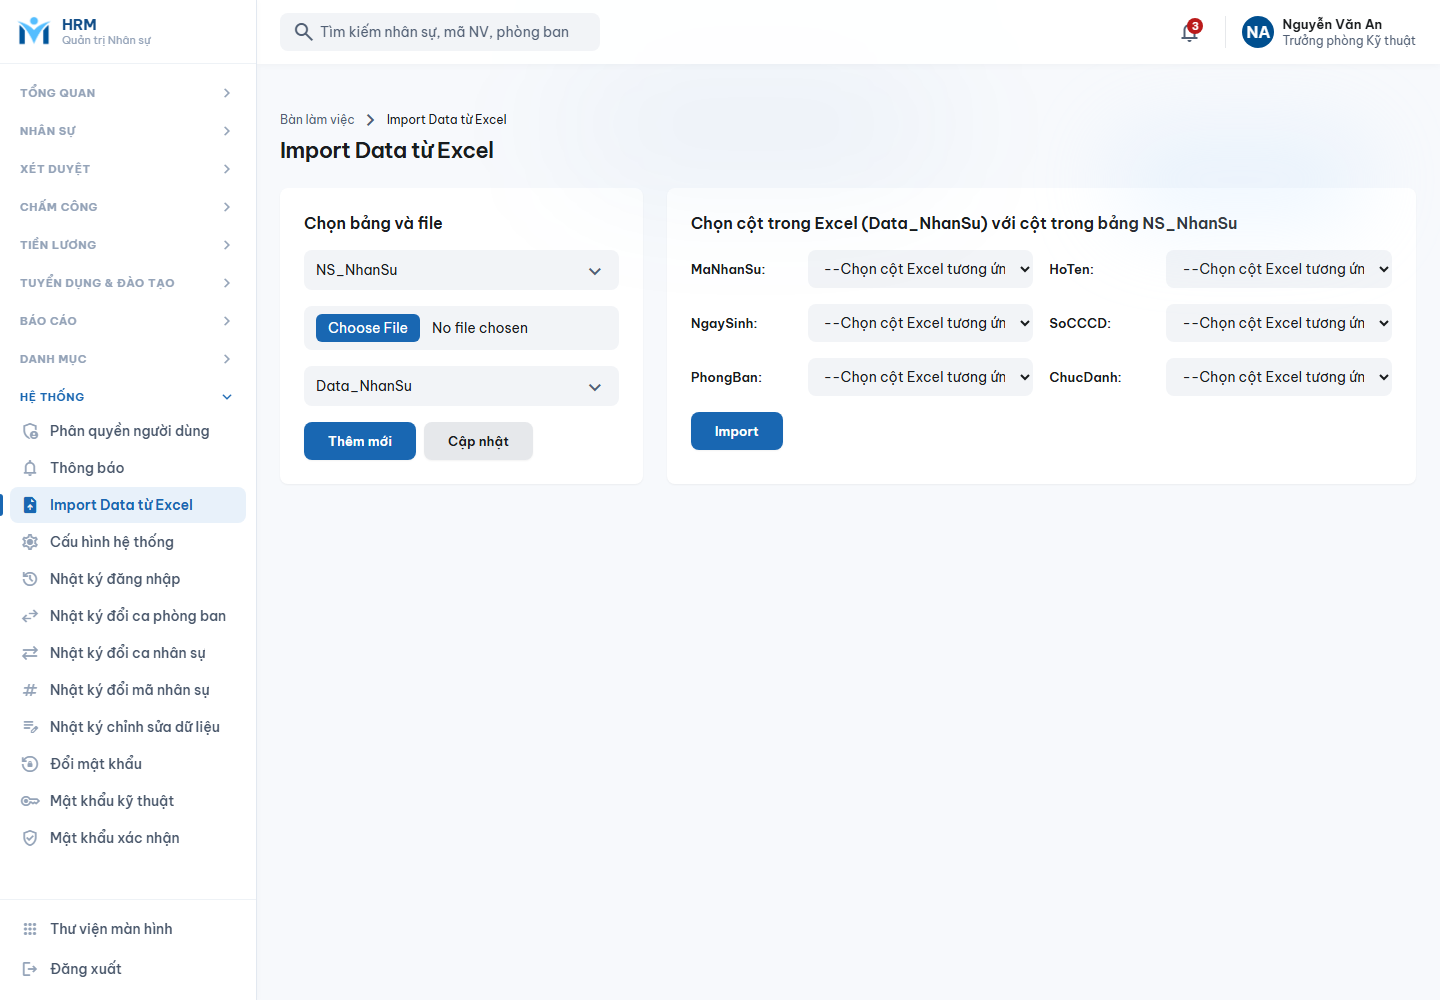 HRM
Quản trị Nhân sự
Tìm kiếm nhân sự, mã NV, phòng ban
3
NA
Nguyễn Văn An
Trưởng phòng Kỹ thuật
TỔNG QUAN
NHÂN SỰ
XÉT DUYỆT
CHẤM CÔNG
TIỀN LƯƠNG
TUYỂN DỤNG & ĐÀO TẠO
BÁO CÁO
DANH MỤC
HỆ THỐNG
Phân quyền người dùng
Thông báo
Import Data từ Excel
Cấu hình hệ thống
Nhật ký đăng nhập
Nhật ký đổi ca phòng ban
Nhật ký đổi ca nhân sự
Nhật ký đổi mã nhân sự
Nhật ký chỉnh sửa dữ liệu
Đổi mật khẩu
Mật khẩu kỹ thuật
Mật khẩu xác nhận
Thư viện màn hình
Đăng xuất
Bàn làm việc
Import Data từ Excel
Import Data từ Excel
Chọn bảng và file
NS_NhanSu
Choose File No file chosen
Data_NhanSu
Thêm mới
Cập nhật
Chọn cột trong Excel (Data_NhanSu) với cột trong bảng NS_NhanSu
MaNhanSu: --Chọn cột Excel tương ứn
HoTen: --Chọn cột Excel tương ứn
NgaySinh: --Chọn cột Excel tương ứn
SoCCCD: --Chọn cột Excel tương ứn
PhongBan: --Chọn cột Excel tương ứn
ChucDanh: --Chọn cột Excel tương ứn
Import